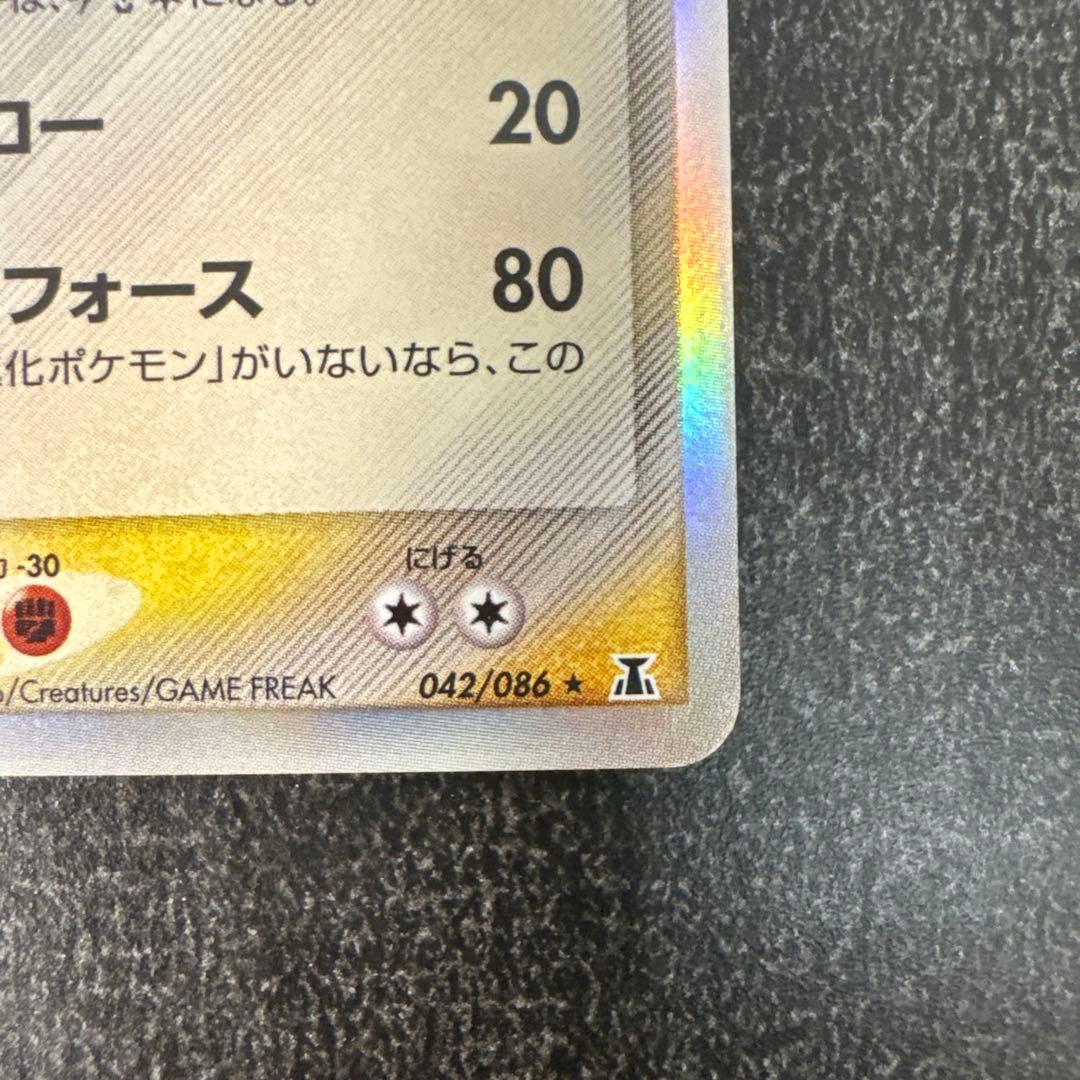 ロー 20
フォース 80
化ポケモン」がいないなら、この
-30
にげる
/Creatures/GAME FREAK 042/086 ★